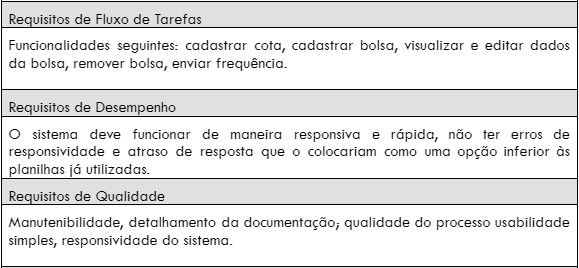 Requisitos de Fluxo de Tarefas
Funcionalidades seguintes: cadastrar cota, cadastrar bolsa, visualizar e editar dados
da bolsa, remover bolsa, enviar frequência.
Requisitos de Desempenho
O sistema deve funcionar de maneira responsiva e rápida, não ter erros de
responsividade e atraso de resposta que o colocariam como uma opção inferior às
planilhas já utilizadas.
Requisitos de Qualidade
Manutenibilidade, detalhamento da documentação; qualidade do processo usabilidade
simples, responsividade do sistema.